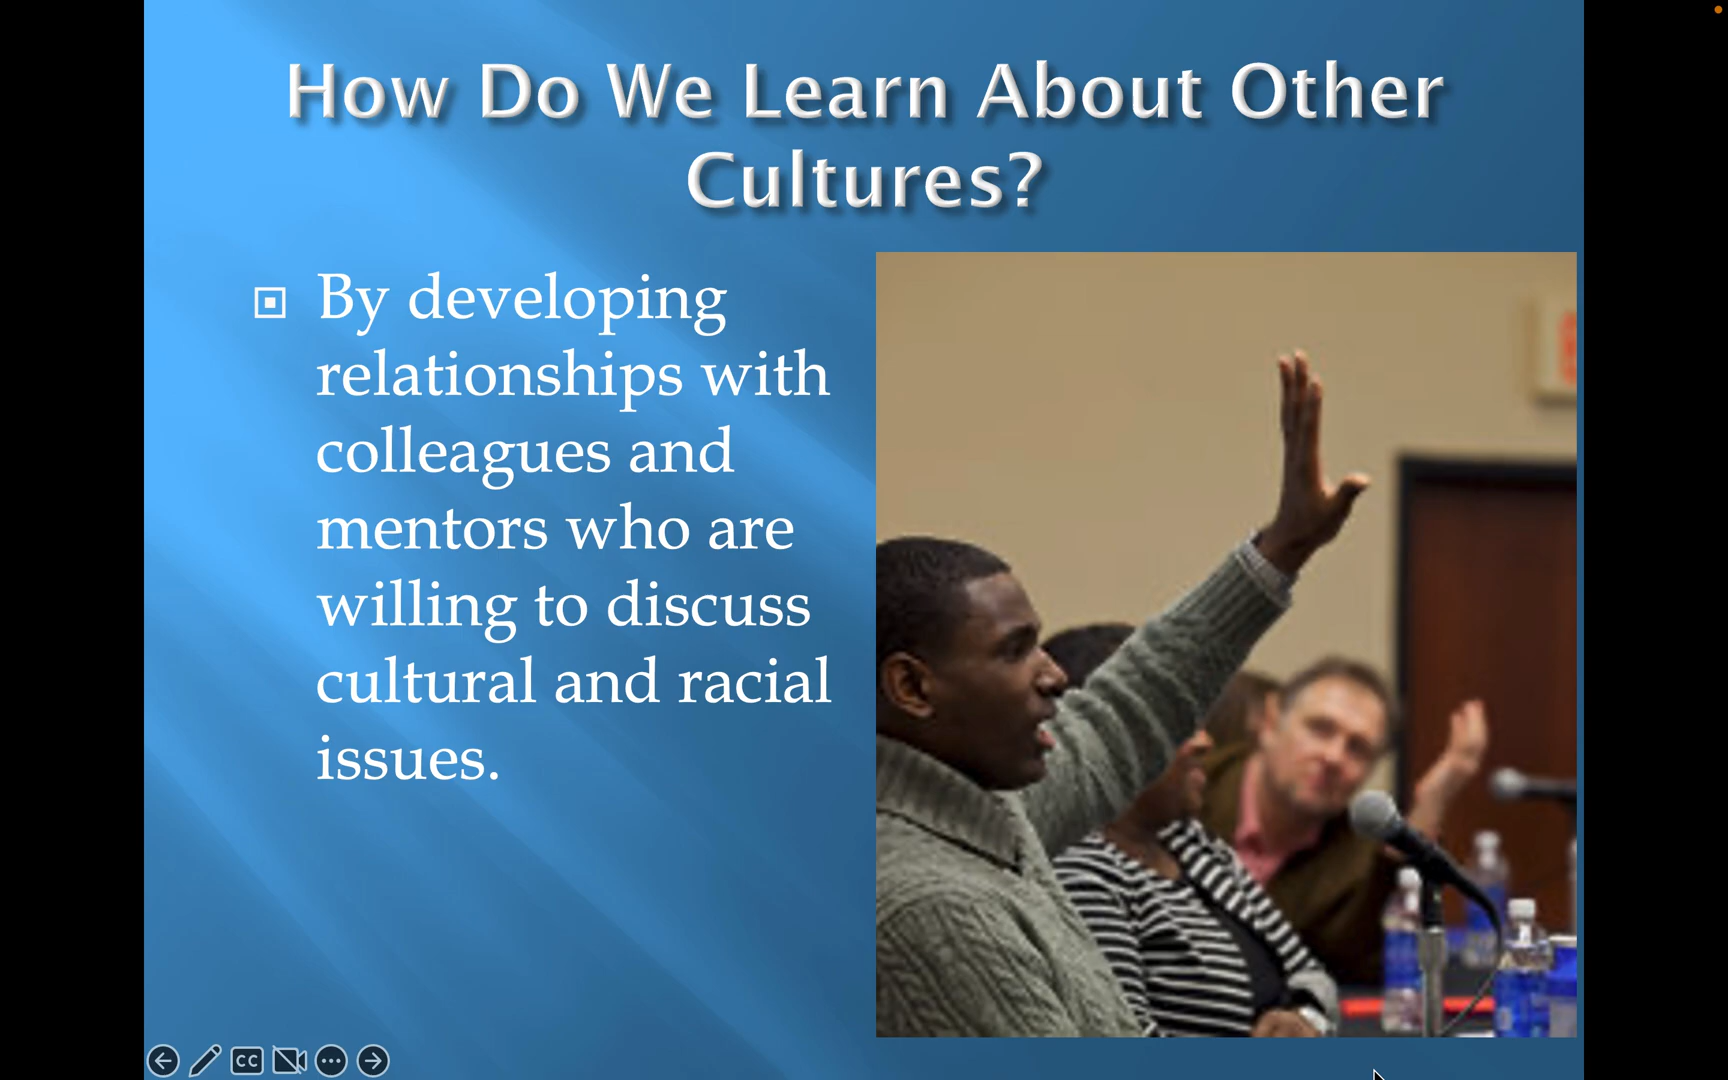 How Do We Learn About Other
Cultures?
By developing
relationships with
colleagues and
mentors who are
willing to discuss
cultural and racial
issues.
CC